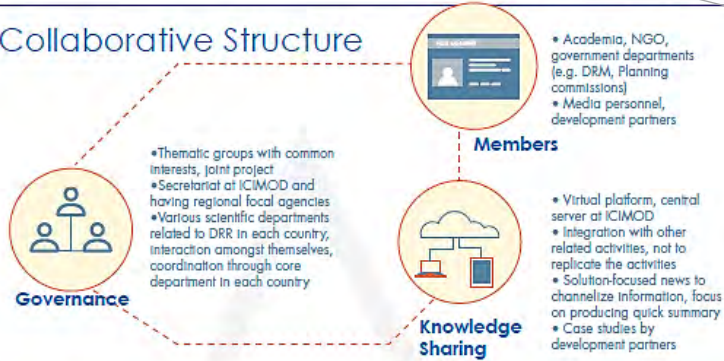 Collaborative Structure
• Academia, NGO,
government departments
(e.g. DRM, Planning
commissions)
• Media personnel,
development partners
Members
•Thematic groups with common
interests, joint project
•Secretariat at ICIMOD and
having regional focal agencies
•Various scientific departments
related to DRR in each country,
interaction amongst themselves,
coordination through core
department in each country
Governance
• Virtual platform, central
server at ICIMOD
• Integration with other
related activities, not to
replicate the activities
• Solution-focused news to
channelize information, focus
on producing quick summary
• Case studies by
development partners
Knowledge
Sharing